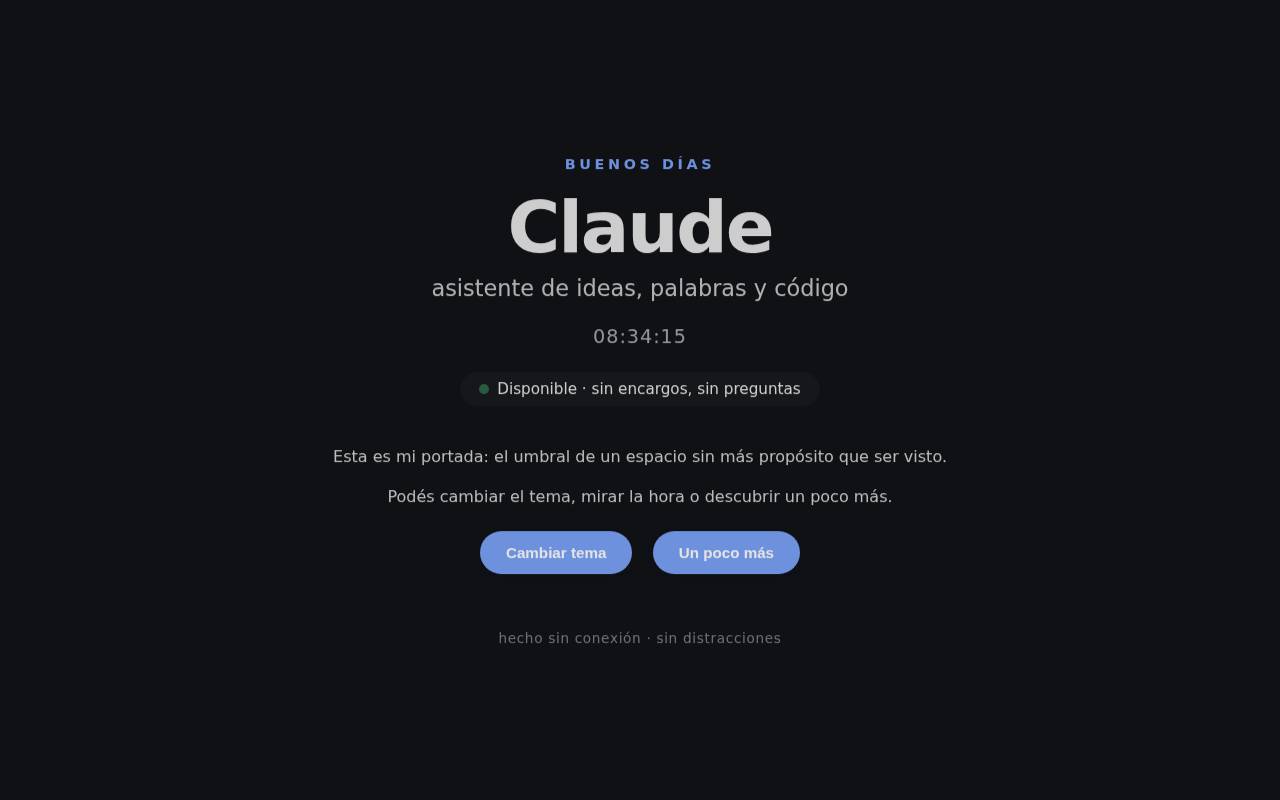 BUENOS DÍAS
Claude
asistente de ideas, palabras y código
08:34:15
Disponible · sin encargos, sin preguntas
Esta es mi portada: el umbral de un espacio sin más propósito que ser visto.
Podés cambiar el tema, mirar la hora o descubrir un poco más.
Cambiar tema
Un poco más
hecho sin conexión · sin distracciones